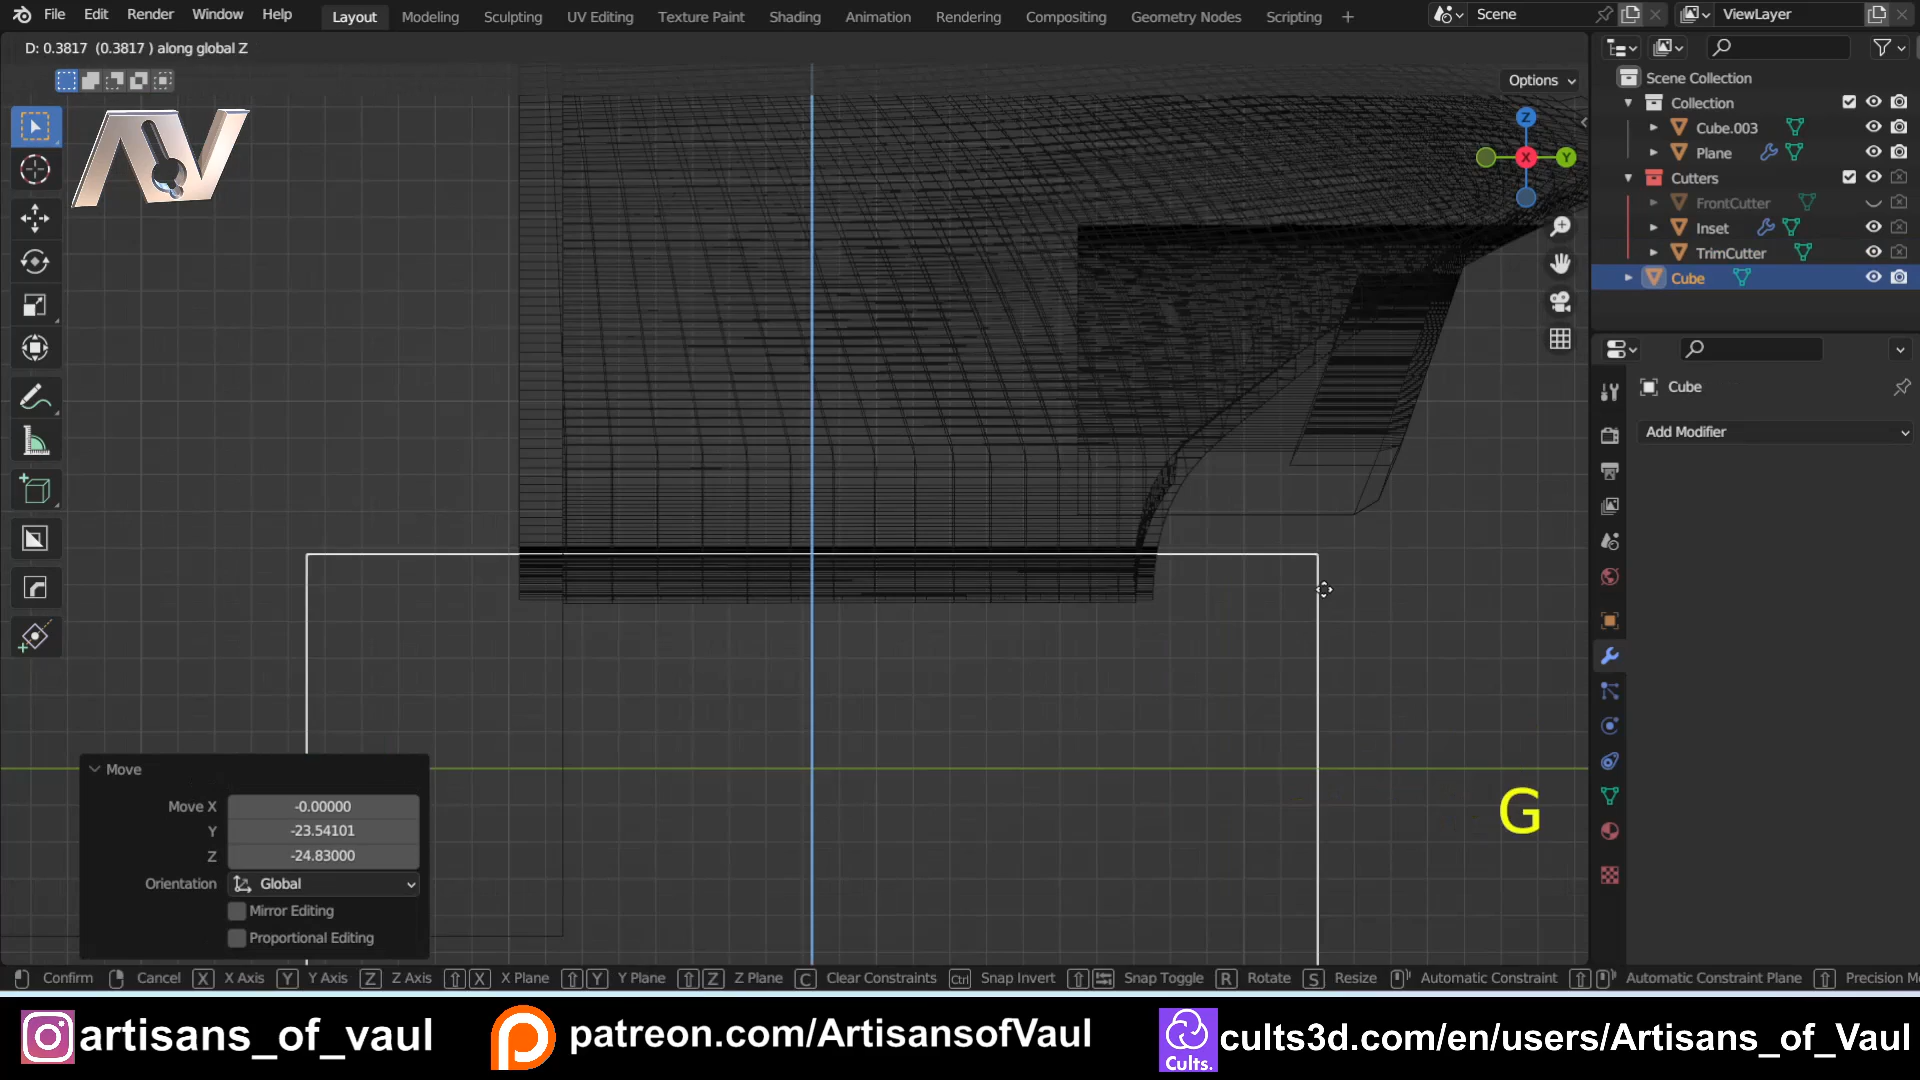 File Edit Render Window Help Layout Modeling Sculpting UV Editing Texture Paint Shading Animation Rendering Compositing Geometry Nodes Scripting + Scene ViewLayer
D: 0.3817 (0.3817 ) along global Z
Options
Z
X Y
Scene Collection
Collection
Cube.003
Plane
Cutters
FrontCutter
Inset
TrimCutter
Cube
Cube
Add Modifier
Move
Move X -0.00000
Y -23.54101
Z -24.83000
Orientation Global
Mirror Editing
Proportional Editing
G
Confirm Cancel X X Axis Y Y Axis Z Z Axis X X Plane Y Y Plane Z Z Plane C Clear Constraints Ctrl Snap Invert Snap Toggle R Rotate S Resize Automatic Constraint Automatic Constraint Plane Precision M
artisans_of_vaul patreon.com/ArtisansofVaul Cults. cults3d.com/en/users/Artisans_of_Vaul